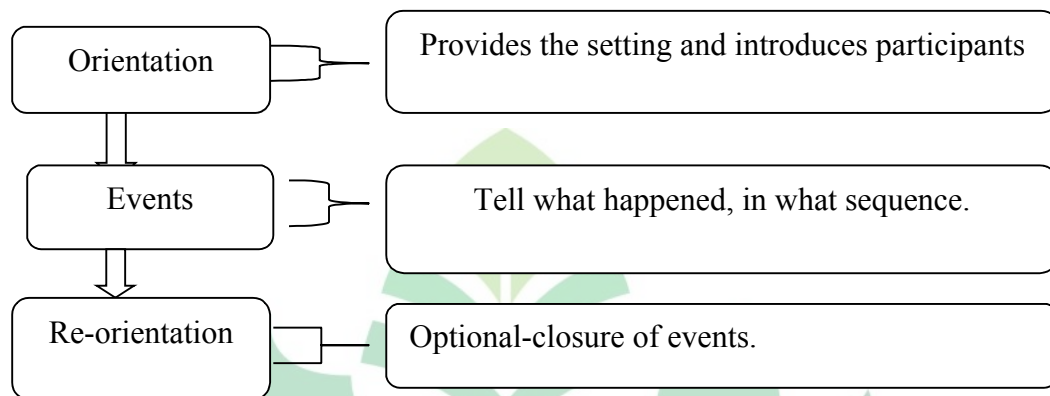 Orientation
Provides the setting and introduces participants
Events
Tell what happened, in what sequence.
Re-orientation
Optional-closure of events.